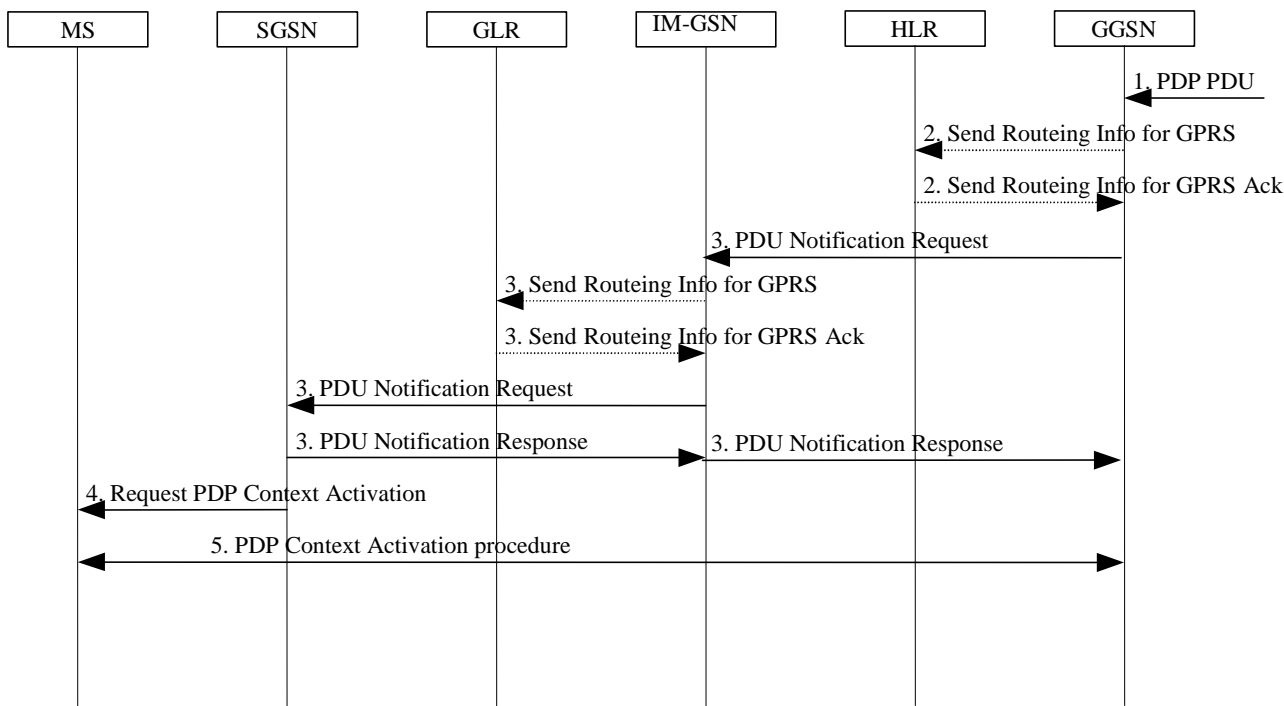 MS
SGSN
GLR
IM-GSN
HLR
GGSN
1. PDP PDU
2. Send Routeing Info for GPRS
2. Send Routeing Info for GPRS Ack
3. PDU Notification Request
3. Send Routeing Info for GPRS
3. Send Routeing Info for GPRS Ack
3. PDU Notification Request
3. PDU Notification Response
3. PDU Notification Response
4. Request PDP Context Activation
5. PDP Context Activation procedure